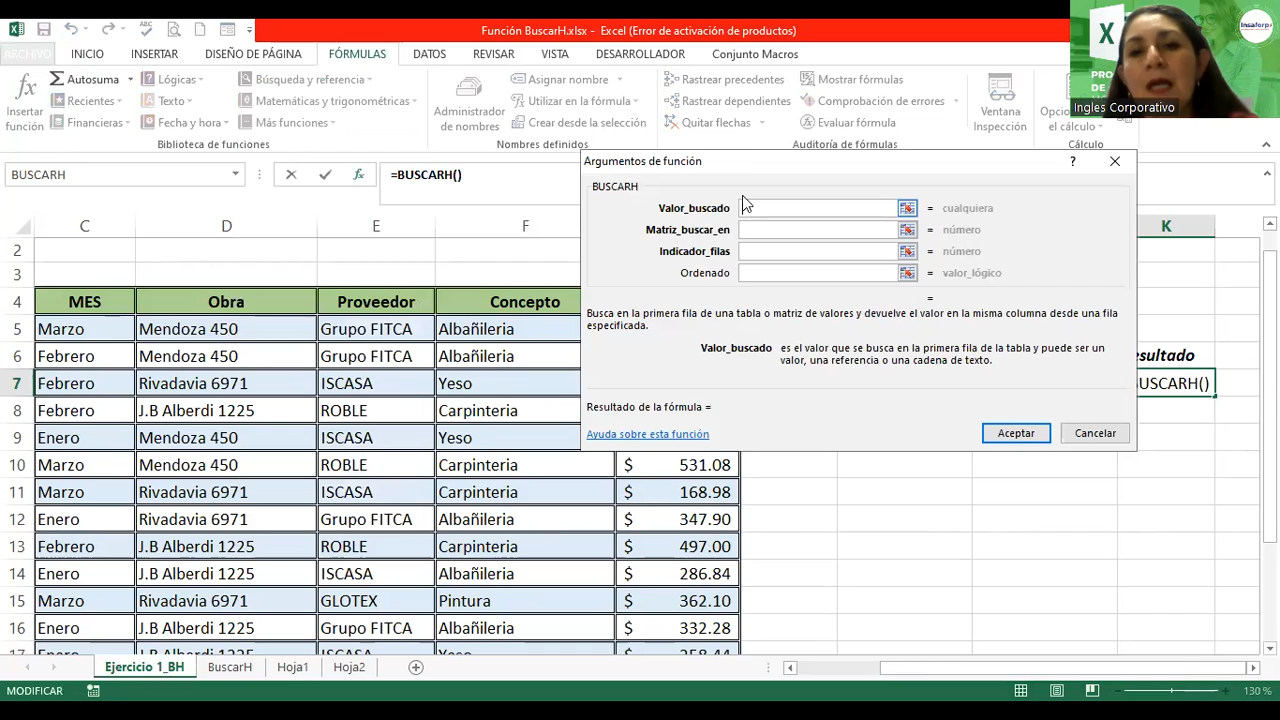 Función BuscarH.xlsx - Excel (Error de activación de productos)
ARCHIVO INICIO INSERTAR DISEÑO DE PÁGINA FÓRMULAS DATOS REVISAR VISTA DESARROLLADOR Conjunto Macros
Insaforp
Ingles Corporativo
Insertar función
Autosuma
Recientes
Financieras
Lógicas
Texto
Fecha y hora
Búsqueda y referencia
Matemáticas y trigonométricas
Más funciones
Biblioteca de funciones
Administrador de nombres
Asignar nombre
Utilizar en la fórmula
Crear desde la selección
Nombres definidos
Rastrear precedentes
Rastrear dependientes
Quitar flechas
Mostrar fórmulas
Comprobación de errores
Evaluar fórmula
Auditoría de fórmulas
Ventana Inspección
el cálculo
Cálculo
BUSCARH
fx
=BUSCARH()
Argumentos de función ?
BUSCARH
Valor_buscado = cualquiera
Matriz_buscar_en = número
Indicador_filas = número
Ordenado = valor_lógico
=
Busca en la primera fila de una tabla o matriz de valores y devuelve el valor en la misma columna desde una fila
especificada.
Valor_buscado es el valor que se busca en la primera fila de la tabla y puede ser un
valor, una referencia o una cadena de texto.
Resultado de la fórmula =
Ayuda sobre esta función
Aceptar Cancelar
C D E F K
2
3
4 MES Obra Proveedor Concepto
5 Marzo Mendoza 450 Grupo FITCA Albañileria
6 Febrero Mendoza 450 Grupo FITCA Albañileria esultado
7 Febrero Rivadavia 6971 ISCASA Yeso BUSCARH()
8 Febrero J.B Alberdi 1225 ROBLE Carpinteria
9 Enero Mendoza 450 ISCASA Yeso
10 Marzo Mendoza 450 ROBLE Carpinteria $ 531.08
11 Marzo Rivadavia 6971 ISCASA Carpinteria $ 168.98
12 Enero Rivadavia 6971 Grupo FITCA Albañileria $ 347.90
13 Febrero J.B Alberdi 1225 ROBLE Carpinteria $ 497.00
14 Enero J.B Alberdi 1225 ISCASA Albañileria $ 286.84
15 Marzo Rivadavia 6971 GLOTEX Pintura $ 362.10
16 Enero J.B Alberdi 1225 Grupo FITCA Albañileria $ 332.28
17 Enero J.B Alberdi 1225 ISCASA Yeso $ 258.44
Ejercicio 1_BH BuscarH Hoja1 Hoja2
MODIFICAR 130 %